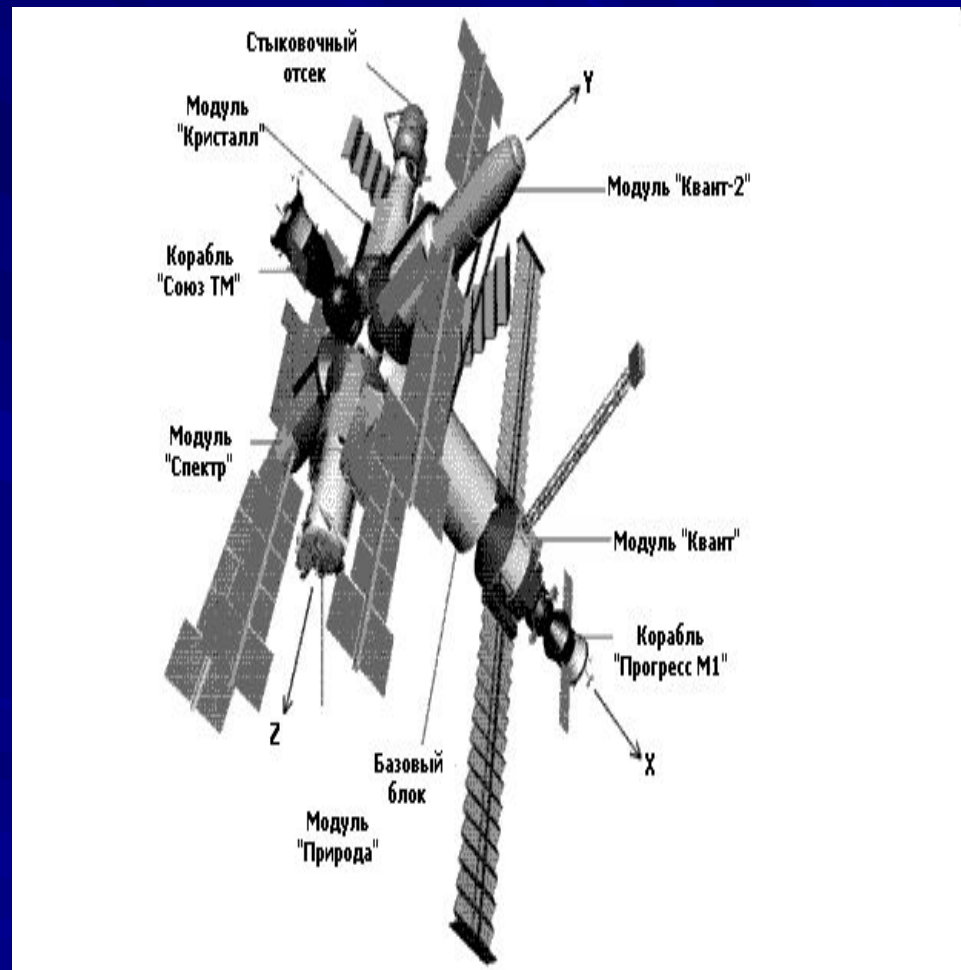 Стыковочный
отсек
Y
Модуль
"Кристалл"
Модуль "Квант-2"
Корабль
"Союз ТМ"
Модуль
"Спектр"
Модуль "Квант"
Корабль
"Прогресс М1"
Z
X
Базовый
блок
Модуль
"Природа"